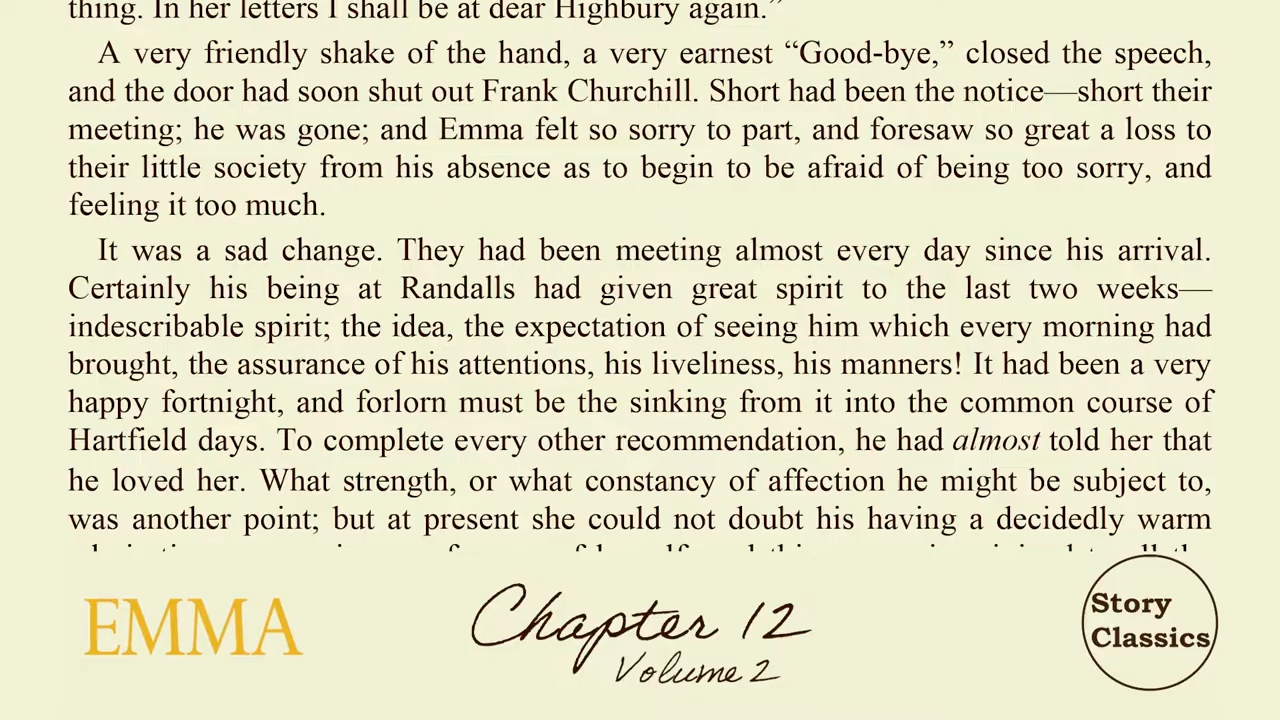 thing. In her letters I shall be at dear Highbury again.”
A very friendly shake of the hand, a very earnest “Good-bye,” closed the speech,
and the door had soon shut out Frank Churchill. Short had been the notice—short their
meeting; he was gone; and Emma felt so sorry to part, and foresaw so great a loss to
their little society from his absence as to begin to be afraid of being too sorry, and
feeling it too much.
It was a sad change. They had been meeting almost every day since his arrival.
Certainly his being at Randalls had given great spirit to the last two weeks—
indescribable spirit; the idea, the expectation of seeing him which every morning had
brought, the assurance of his attentions, his liveliness, his manners! It had been a very
happy fortnight, and forlorn must be the sinking from it into the common course of
Hartfield days. To complete every other recommendation, he had almost told her that
he loved her. What strength, or what constancy of affection he might be subject to,
was another point; but at present she could not doubt his having a decidedly warm
EMMA
Chapter 12
Volume 2
Story
Classics